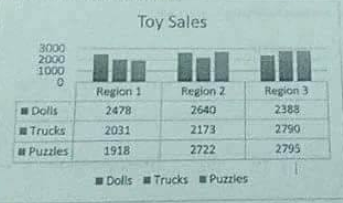 Toy Sales
3000
2000
1000
0
Region 1 Region 2 Region 3
Dolls 2478 2640 2388
Trucks 2031 2173 2790
Puzzles 1918 2722 2795
Dolls Trucks Puzzles